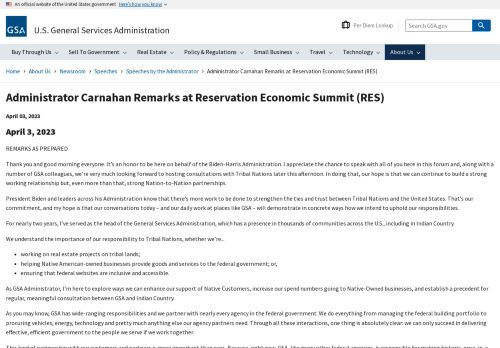 An official website of the United States government Here's how you know
GSA
U.S. General Services Administration
Per Diem Lookup
Search GSA.gov
Buy Through Us Sell To Government Real Estate Policy & Regulations Small Business Travel Technology About Us
Home › About Us › Newsroom › Speeches › Speeches by the Administrator › Administrator Carnahan Remarks at Reservation Economic Summit (RES)
Administrator Carnahan Remarks at Reservation Economic Summit (RES)
April 03, 2023
April 3, 2023
REMARKS AS PREPARED
Thank you and good morning everyone. It's an honor to be here on behalf of the Biden-Harris Administration. I appreciate the chance to speak with all of you here in this forum and, along with a
number of GSA colleagues, we're very much looking forward to hosting consultations with Tribal Nations later this afternoon. In doing that, our hope is that we can continue to build a strong
working relationship but, even more than that, strong Nation-to-Nation partnerships.
President Biden and leaders across his Administration know that there's more work to be done to strengthen the ties and trust between Tribal Nations and the United States. That's our
commitment, and my hope is that our conversations today – and our daily work at places like GSA – will demonstrate in concrete ways how we intend to uphold our responsibilities.
For nearly two years, I've served as the head of the General Services Administration, which has a presence in thousands of communities across the U.S., including in Indian Country.
We understand the importance of our responsibility to Tribal Nations, whether we're...
• working on real estate projects on tribal lands;
• helping Native American-owned businesses provide goods and services to the federal government; or,
• ensuring that federal websites are inclusive and accessible.
As GSA Administrator, I'm here to explore ways we can enhance our support of Native Customers, increase our spend numbers going to Native-Owned businesses, and establish a precedent for
regular, meaningful consultation between GSA and Indian Country.
As you may know, GSA has wide-ranging responsibilities and we partner with nearly every agency in the federal government. We do everything from managing the federal building portfolio to
procuring vehicles, energy, technology and pretty much anything else our agency partners need. Through all these interactions, one thing is absolutely clear: we can only succeed in delivering
effective, efficient government to the people we serve if we work together.